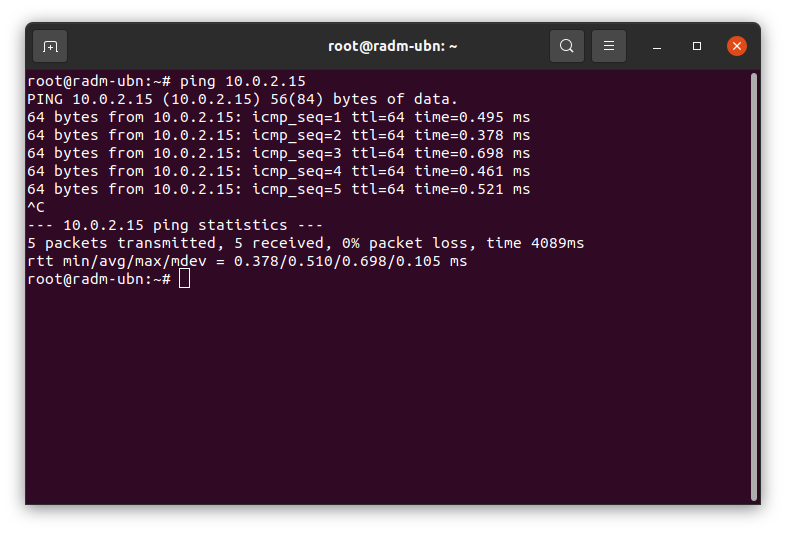 root@radm-ubn: ~
root@radm-ubn:~# ping 10.0.2.15
PING 10.0.2.15 (10.0.2.15) 56(84) bytes of data.
64 bytes from 10.0.2.15: icmp_seq=1 ttl=64 time=0.495 ms
64 bytes from 10.0.2.15: icmp_seq=2 ttl=64 time=0.378 ms
64 bytes from 10.0.2.15: icmp_seq=3 ttl=64 time=0.698 ms
64 bytes from 10.0.2.15: icmp_seq=4 ttl=64 time=0.461 ms
64 bytes from 10.0.2.15: icmp_seq=5 ttl=64 time=0.521 ms
^C
--- 10.0.2.15 ping statistics ---
5 packets transmitted, 5 received, 0% packet loss, time 4089ms
rtt min/avg/max/mdev = 0.378/0.510/0.698/0.105 ms
root@radm-ubn:~#